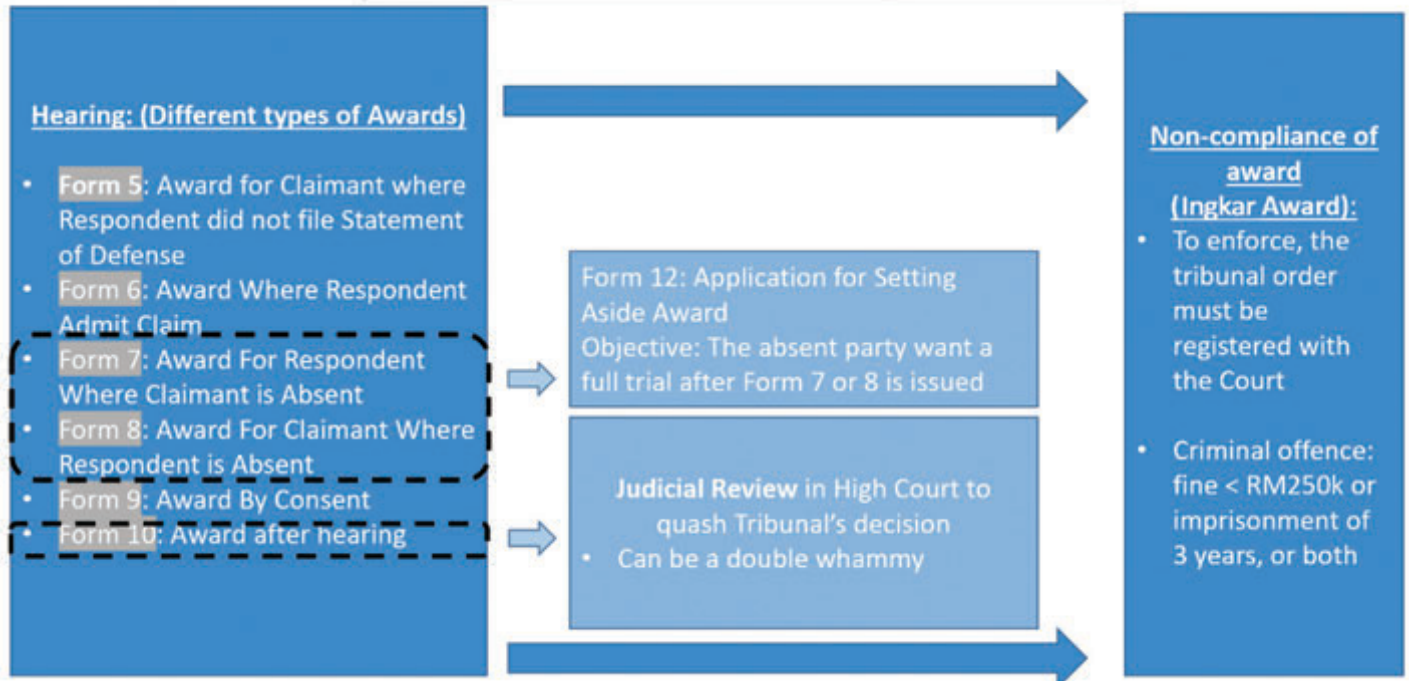 Hearing: (Different types of Awards)
• Form 5: Award for Claimant where
Respondent did not file Statement
of Defense
• Form 6: Award Where Respondent
Admit Claim
• Form 7: Award For Respondent
Where Claimant is Absent
• Form 8: Award For Claimant Where
Respondent is Absent
• Form 9: Award By Consent
• Form 10: Award after hearing
Form 12: Application for Setting
Aside Award
Objective: The absent party want a
full trial after Form 7 or 8 is issued
Judicial Review in High Court to
quash Tribunal's decision
• Can be a double whammy
Non-compliance of
award
(Ingkar Award):
• To enforce, the
tribunal order
must be
registered with
the Court
• Criminal offence:
fine < RM250k or
imprisonment of
3 years, or both